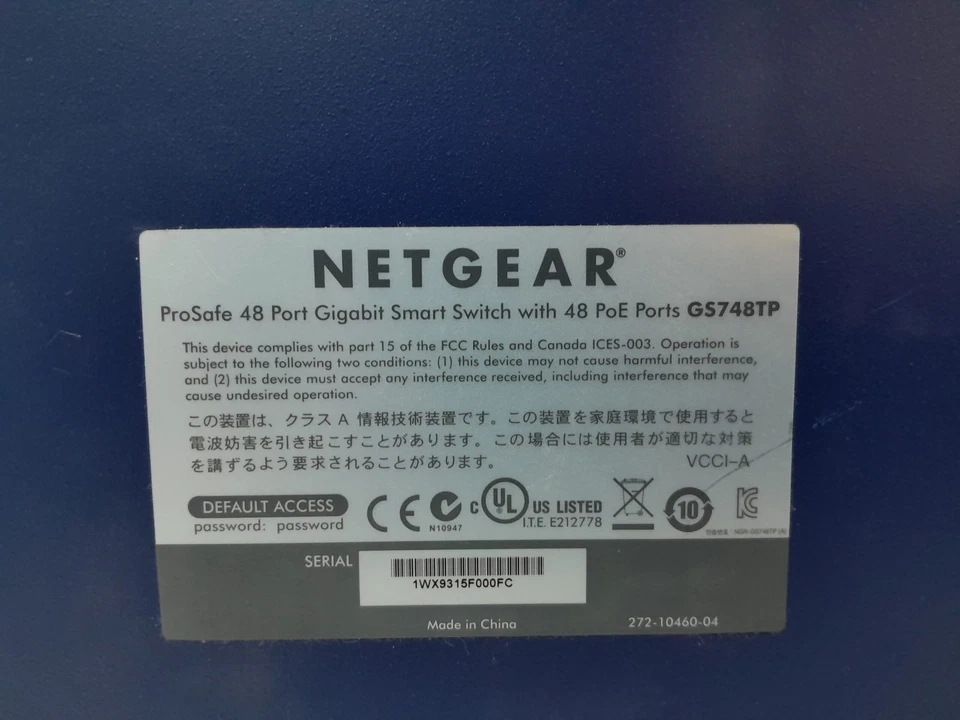 NETGEAR®
ProSafe 48 Port Gigabit Smart Switch with 48 PoE Ports GS748TP
This device complies with part 15 of the FCC Rules and Canada ICES-003. Operation is
subject to the following two conditions: (1) this device may not cause harmful interference,
and (2) this device must accept any interference received, including interference that may
cause undesired operation.
この装置は、クラス A 情報技術装置です。この装置を家庭環境で使用すると
電波妨害を引き起こすことがあります。この場合には使用者が適切な対策
を講ずるよう要求されることがあります。 VCCI-A
DEFAULT ACCESS
password: password
CE
N10947
C UL US LISTED
I.T.E. E212778
10
SERIAL
1WX9315F000FC
Made in China 272-10460-04